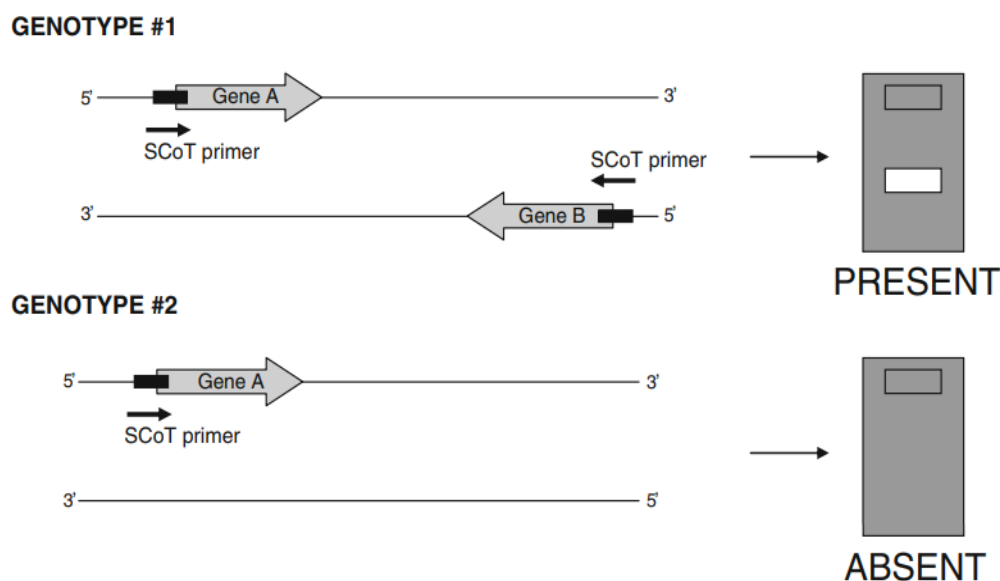 GENOTYPE #1
5' Gene A 3'
SCoT primer
SCoT primer
3' Gene B 5'
PRESENT
GENOTYPE #2
5' Gene A 3'
SCoT primer
3' 5'
ABSENT